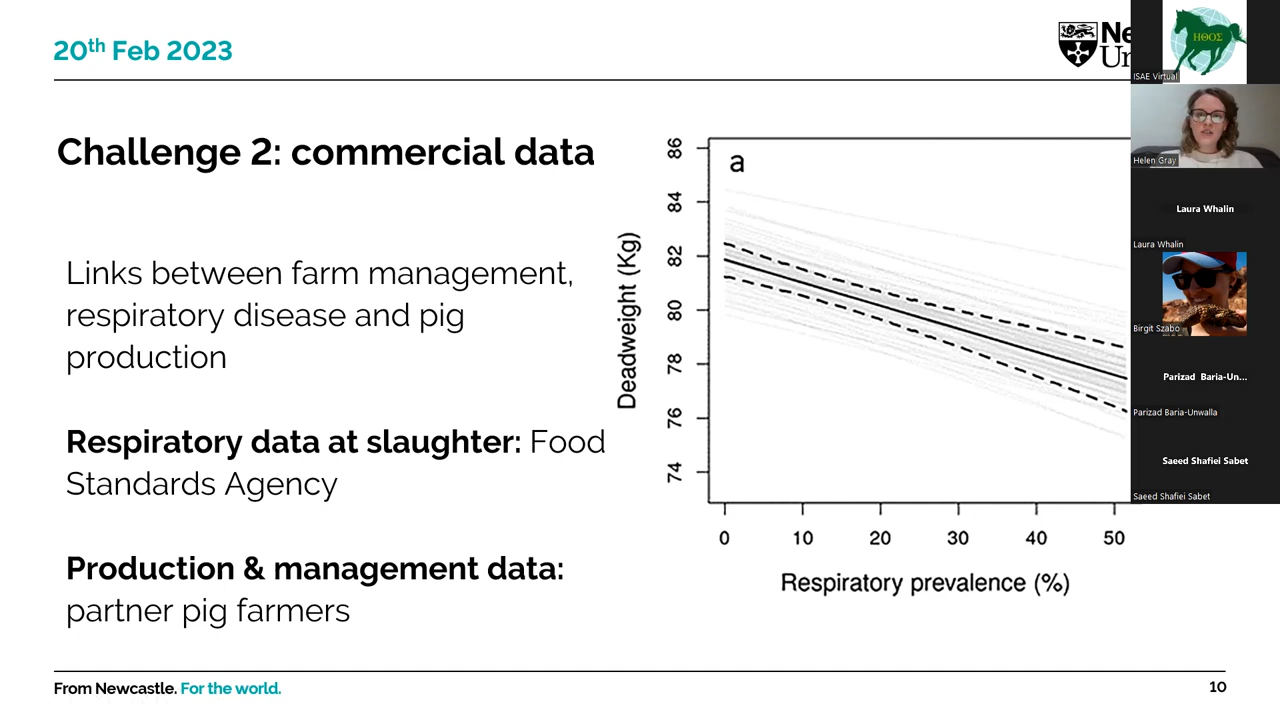 20th Feb 2023
Challenge 2: commercial data
Links between farm management,
respiratory disease and pig
production
Respiratory data at slaughter: Food
Standards Agency
Production & management data:
partner pig farmers
a
Deadweight (Kg)
86
84
82
80
78
76
74
0 10 20 30 40 50
Respiratory prevalence (%)
Ne
Un
ΗΘΟΣ
ISAE Virtual
Helen Gray
Laura Whalin
Laura Whalin
Birgit Szabo
Parizad Baria-Un...
Parizad Baria-Unwalla
Saeed Shafiei Sabet
Saeed Shafiei Sabet
From Newcastle. For the world.
10